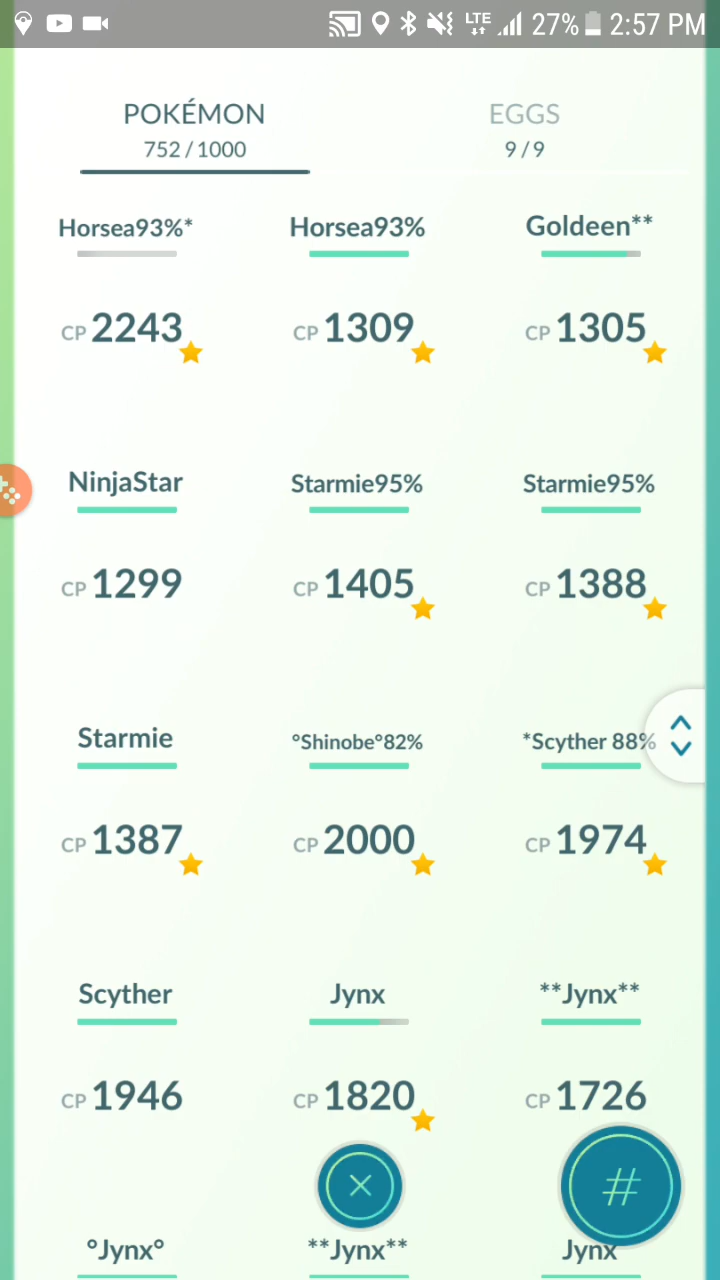 LTE 27% 2:57 PM
POKÉMON EGGS
752 / 1000 9 / 9
Horsea93%* Horsea93% Goldeen**
CP 2243 CP 1309 CP 1305
NinjaStar Starmie95% Starmie95%
CP 1299 CP 1405 CP 1388
Starmie °Shinobe°82% *Scyther 88%
CP 1387 CP 2000 CP 1974
Scyther Jynx **Jynx**
CP 1946 CP 1820 CP 1726
#
°Jynx° **Jynx** Jynx